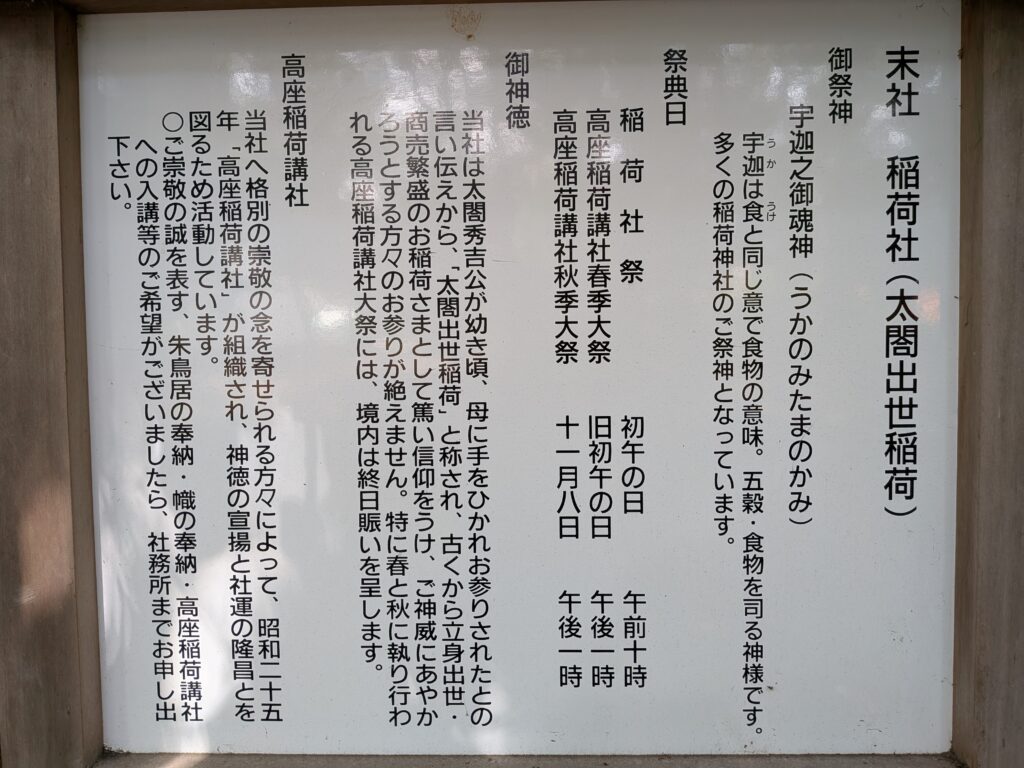 末社　稲荷社（太閤出世稲荷）
御祭神
宇迦之御魂神（うかのみたまのかみ）
宇迦は食と同じ意で食物の意味。五穀・食物を司る神様です。
うか　うけ
多くの稲荷神社のご祭神となっています。
祭典日
稲荷社祭　初午の日　午前十時
高座稲荷講社春季大祭　旧初午の日　午後一時
高座稲荷講社秋季大祭　十一月八日　午後一時
御神徳
当社は太閤秀吉公が幼き頃、母に手をひかれお参りされたとの
言い伝えから、「太閤出世稲荷」と称され、古くから立身出世・
商売繁盛のお稲荷さまとして篤い信仰をうけ、ご神威にあやか
ろうとする方々のお参りが絶えません。特に春と秋に執り行わ
れる高座稲荷講社大祭には、境内は終日賑いを呈します。
高座稲荷講社
当社へ格別の崇敬の念を寄せられる方々によって、昭和二十五
年「高座稲荷講社」が組織され、神徳の宣揚と社運の隆昌とを
図るため活動しています。
○ご崇敬の誠を表す、朱鳥居の奉納・幟の奉納・高座稲荷講社
への入講等のご希望がございましたら、社務所までお申し出
下さい。